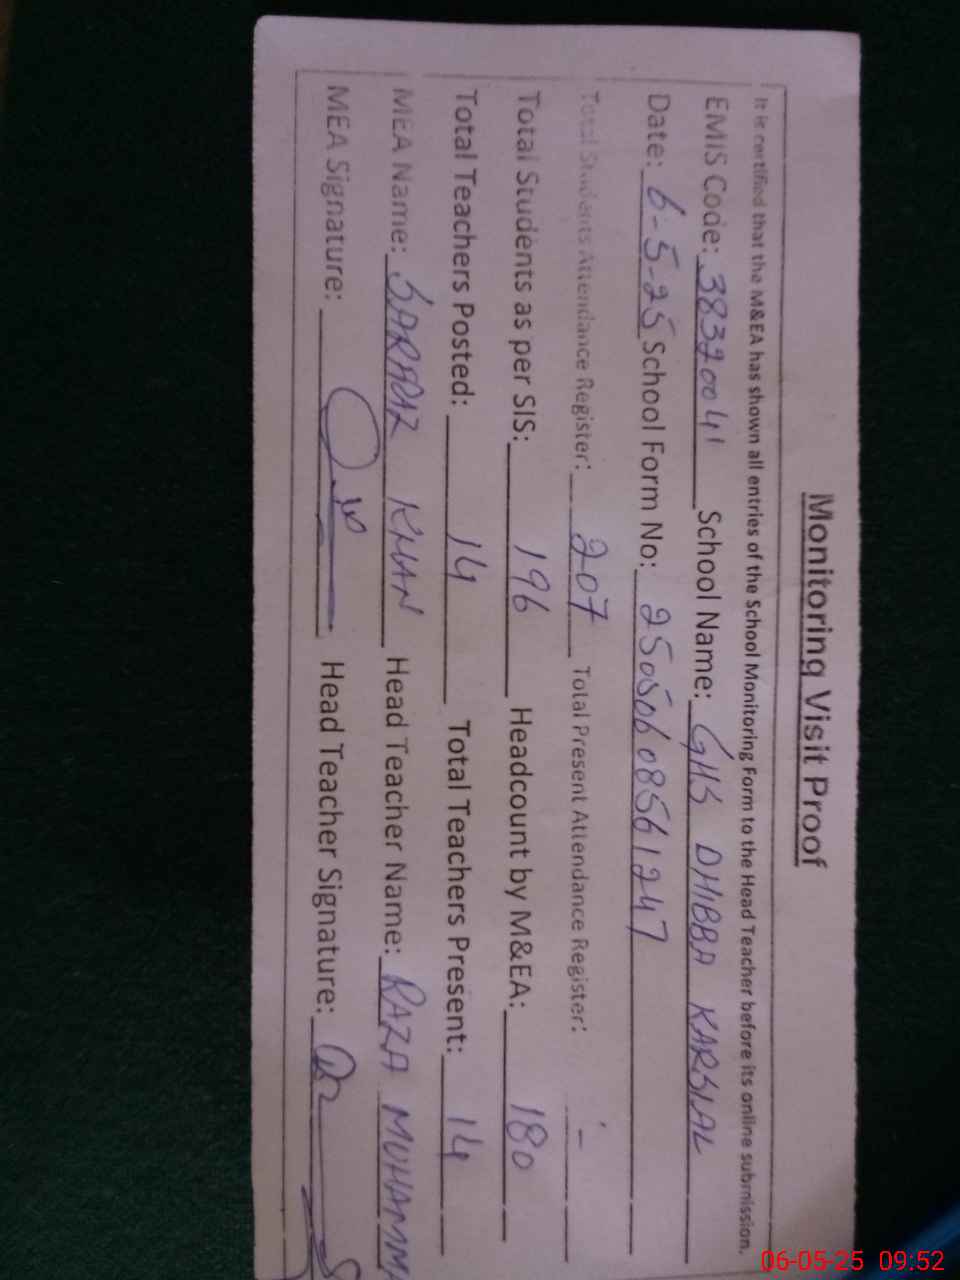 Monitoring Visit Proof
It is certified that the M&EA has shown all entries of the School Monitoring Form to the Head Teacher before its online submission.
EMIS Code: 38320041 School Name: GHS DHIBBA KARSIAL
Date: 6-5-25 School Form No: 25050608561247
Total Students Attendance Register: 207 Total Present Attendance Register: -
Total Students as per SIS: 196 Headcount by M&EA: 180
Total Teachers Posted: 14 Total Teachers Present: 14
MEA Name: SARFRAZ KHAN Head Teacher Name: RAZA MUHAMM
MEA Signature: Head Teacher Signature:
06-05-25 09:52